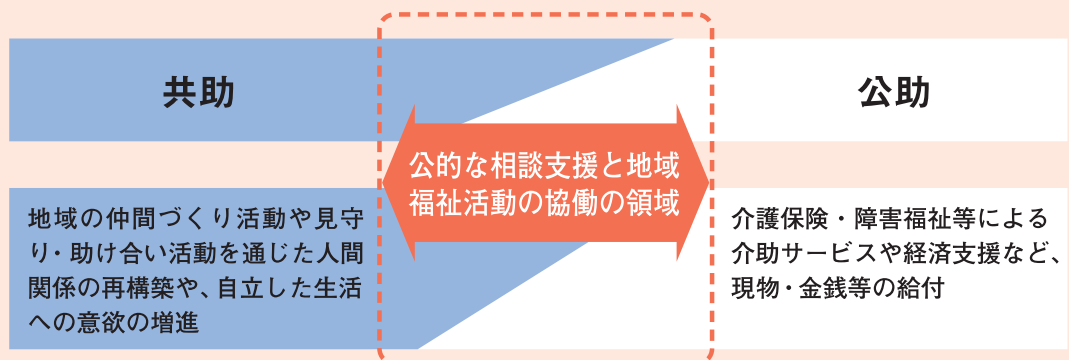 共助
公助
公的な相談支援と地域
福祉活動の協働の領域
地域の仲間づくり活動や見守
り・助け合い活動を通じた人間
関係の再構築や、自立した生活
への意欲の増進
介護保険・障害福祉等による
介助サービスや経済支援など、
現物・金銭等の給付